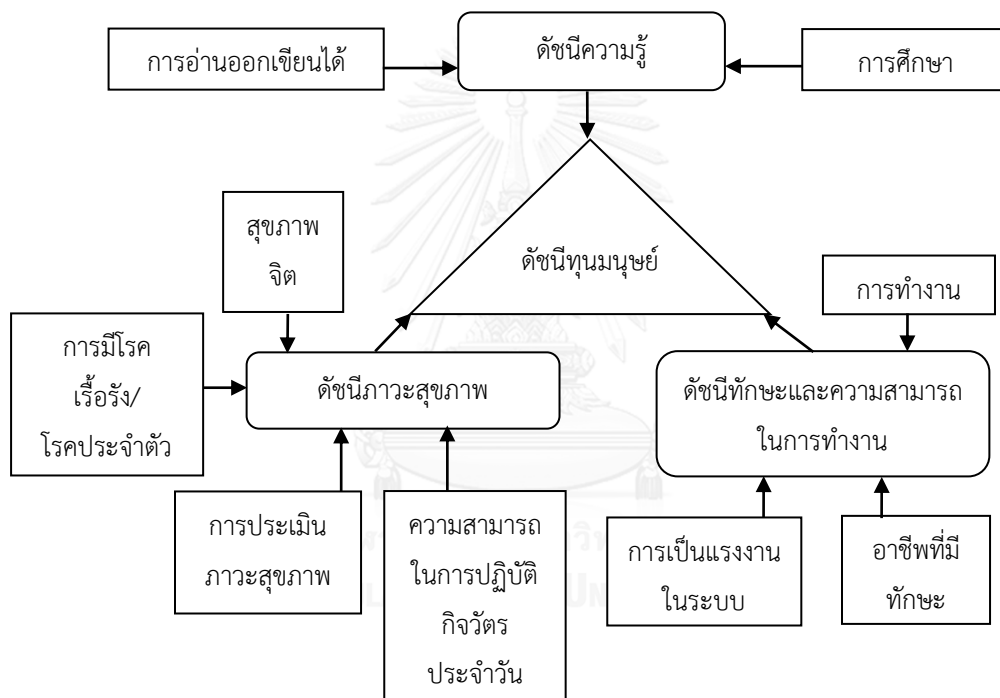 การอ่านออกเขียนได้
ดัชนีความรู้
การศึกษา
สุขภาพ
จิต
ดัชนีทุนมนุษย์
การทำงาน
การมีโรค
เรื้อรัง/
โรคประจำตัว
ดัชนีภาวะสุขภาพ
ดัชนีทักษะและความสามารถ
ในการทำงาน
การประเมิน
ภาวะสุขภาพ
ความสามารถ
ในการปฏิบัติ
กิจวัตร
ประจำวัน
การเป็นแรงงาน
ในระบบ
อาชีพที่มี
ทักษะ